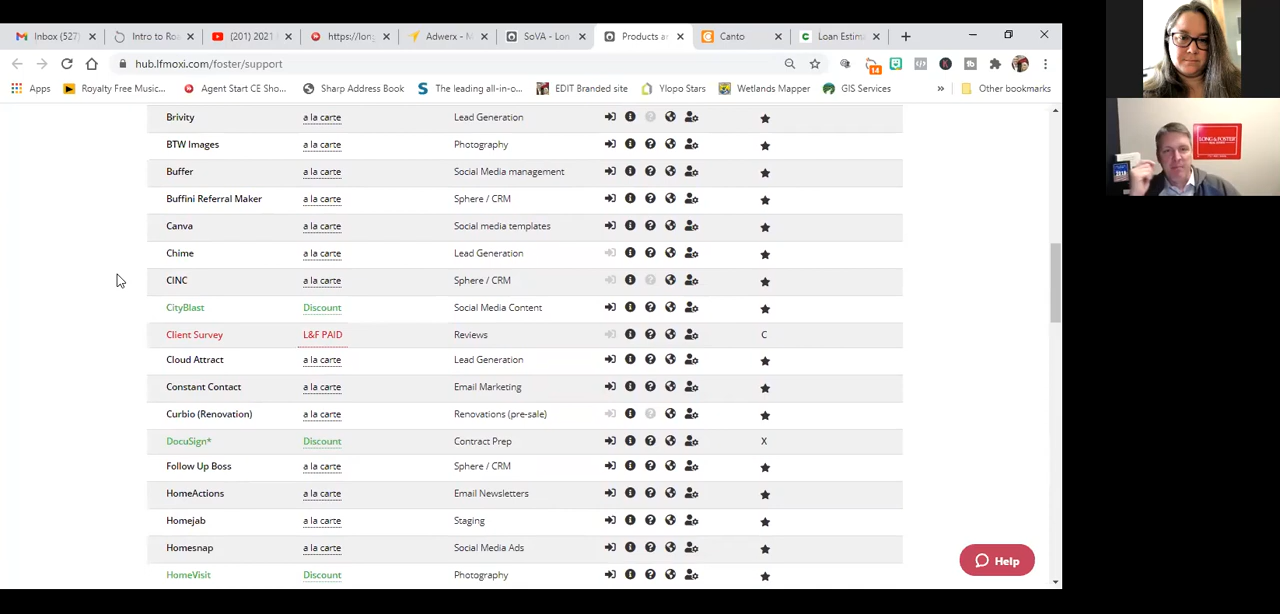 Inbox (527)
Intro to Ro
(201) 2021 I
https://long
Adwerx - M
SoVA - Lon
Products ar
Canto
Loan Estima
hub.lfmoxi.com/foster/support
14
Apps
Royalty Free Music...
Agent Start CE Sho...
Sharp Address Book
The leading all-in-o...
EDIT Branded site
Ylopo Stars
Wetlands Mapper
GIS Services
»
Other bookmarks
Brivity a la carte Lead Generation
BTW Images a la carte Photography
Buffer a la carte Social Media management
Buffini Referral Maker a la carte Sphere / CRM
Canva a la carte Social media templates
Chime a la carte Lead Generation
CINC a la carte Sphere / CRM
CityBlast Discount Social Media Content
Client Survey L&F PAID Reviews C
Cloud Attract a la carte Lead Generation
Constant Contact a la carte Email Marketing
Curbio (Renovation) a la carte Renovations (pre-sale)
DocuSign* Discount Contract Prep X
Follow Up Boss a la carte Sphere / CRM
HomeActions a la carte Email Newsletters
Homejab a la carte Staging
Homesnap a la carte Social Media Ads
HomeVisit Discount Photography
Help
LONG & FOSTER